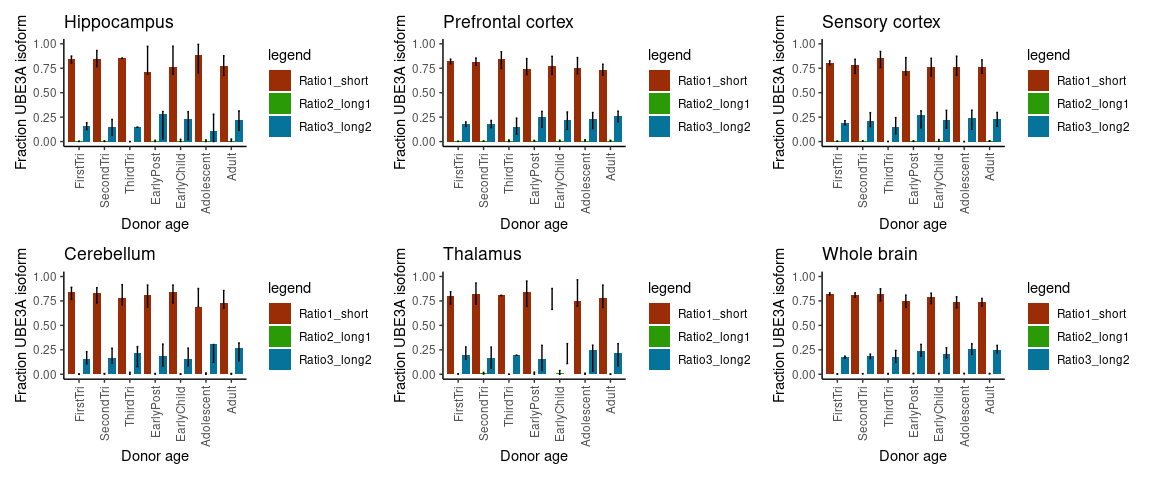 Hippocampus
Fraction UBE3A isoform
1.00
0.75
0.50
0.25
0.00
FirstTri
SecondTri
ThirdTri
EarlyPost
EarlyChild
Adolescent
Adult
Donor age
legend
Ratio1_short
Ratio2_long1
Ratio3_long2
Prefrontal cortex
Fraction UBE3A isoform
1.00
0.75
0.50
0.25
0.00
FirstTri
SecondTri
ThirdTri
EarlyPost
EarlyChild
Adolescent
Adult
Donor age
legend
Ratio1_short
Ratio2_long1
Ratio3_long2
Sensory cortex
Fraction UBE3A isoform
1.00
0.75
0.50
0.25
0.00
FirstTri
SecondTri
ThirdTri
EarlyPost
EarlyChild
Adolescent
Adult
Donor age
legend
Ratio1_short
Ratio2_long1
Ratio3_long2
Cerebellum
Fraction UBE3A isoform
1.00
0.75
0.50
0.25
0.00
FirstTri
SecondTri
ThirdTri
EarlyPost
EarlyChild
Adolescent
Adult
Donor age
legend
Ratio1_short
Ratio2_long1
Ratio3_long2
Thalamus
Fraction UBE3A isoform
1.00
0.75
0.50
0.25
0.00
FirstTri
SecondTri
ThirdTri
EarlyPost
EarlyChild
Adolescent
Adult
Donor age
legend
Ratio1_short
Ratio2_long1
Ratio3_long2
Whole brain
Fraction UBE3A isoform
1.00
0.75
0.50
0.25
0.00
FirstTri
SecondTri
ThirdTri
EarlyPost
EarlyChild
Adolescent
Adult
Donor age
legend
Ratio1_short
Ratio2_long1
Ratio3_long2